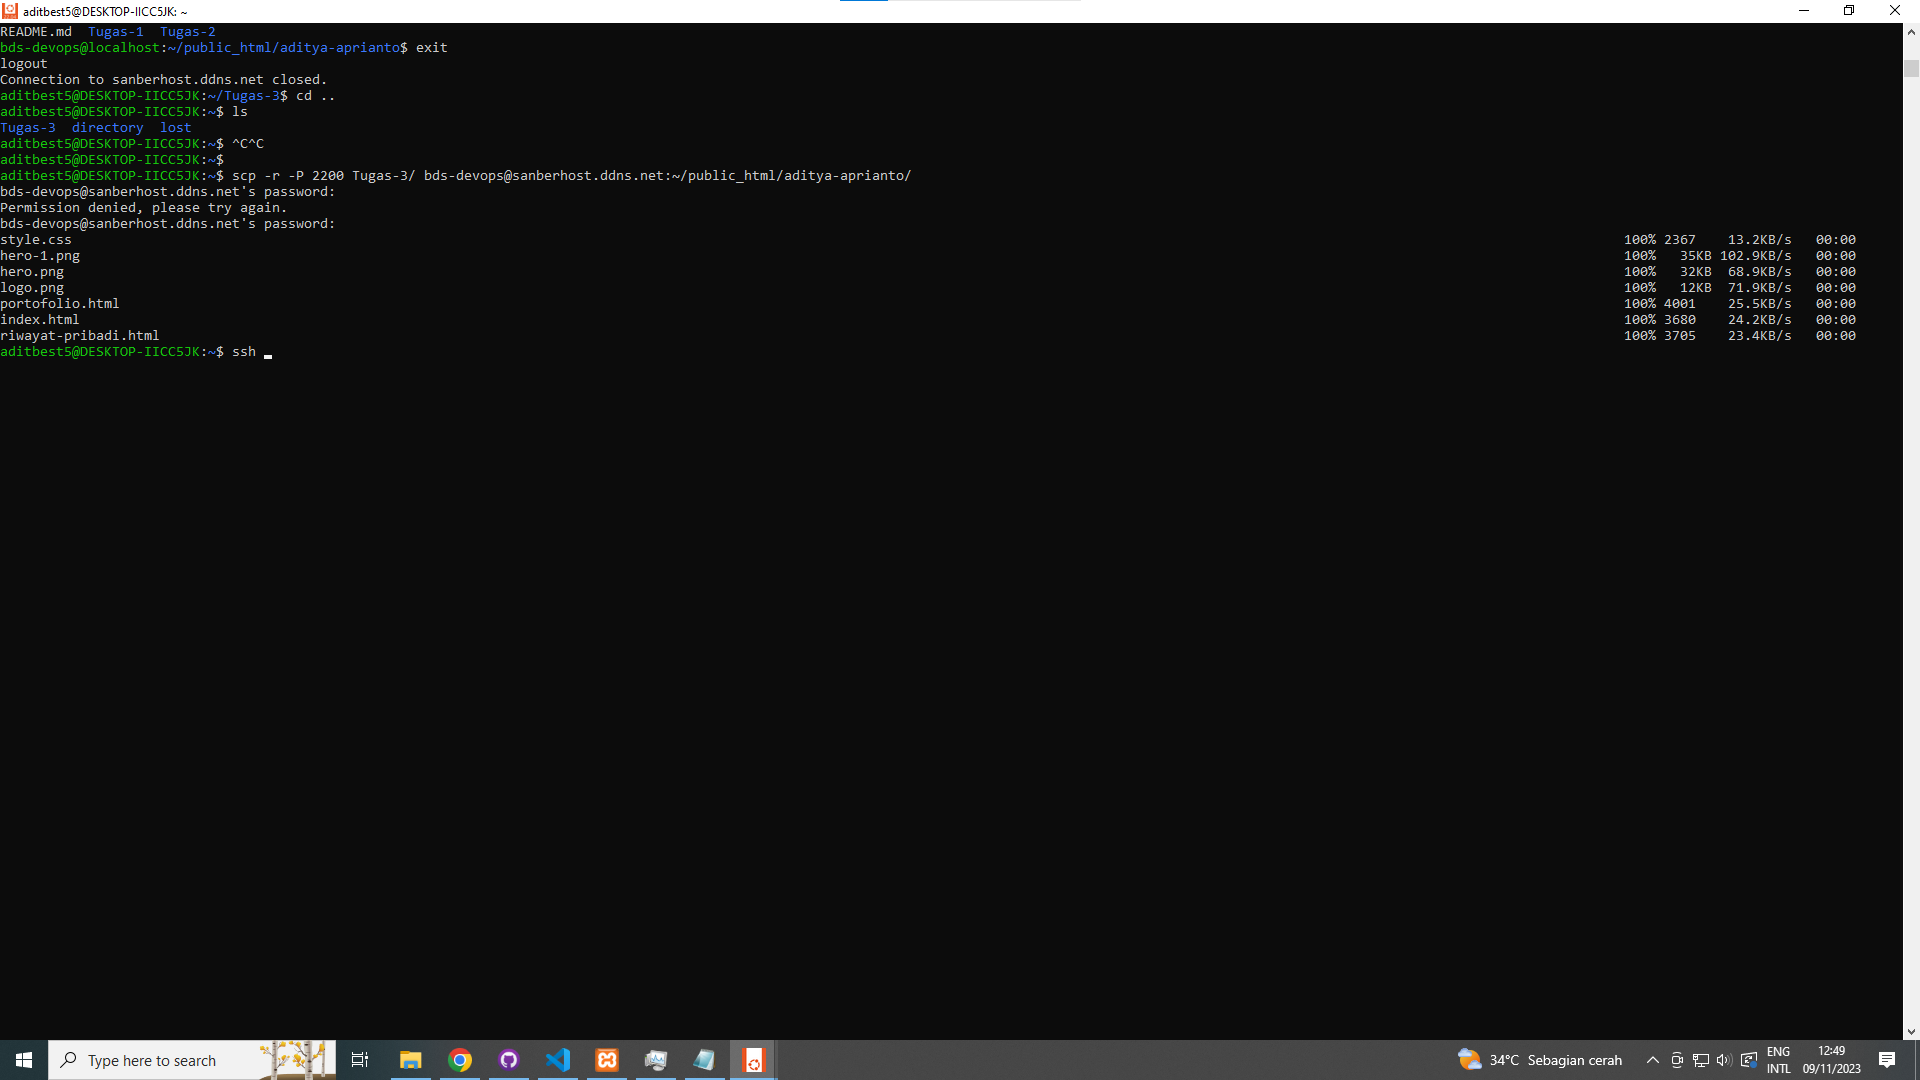 aditbest5@DESKTOP-IICC5JK: ~
README.md  Tugas-1  Tugas-2
bds-devops@localhost:~/public_html/aditya-aprianto$ exit
logout
Connection to sanberhost.ddns.net closed.
aditbest5@DESKTOP-IICC5JK:~/Tugas-3$ cd ..
aditbest5@DESKTOP-IICC5JK:~$ ls
Tugas-3  directory  lost
aditbest5@DESKTOP-IICC5JK:~$ ^C^C
aditbest5@DESKTOP-IICC5JK:~$
aditbest5@DESKTOP-IICC5JK:~$ scp -r -P 2200 Tugas-3/ bds-devops@sanberhost.ddns.net:~/public_html/aditya-aprianto/
bds-devops@sanberhost.ddns.net's password:
Permission denied, please try again.
bds-devops@sanberhost.ddns.net's password:
style.css 100% 2367 13.2KB/s 00:00
hero-1.png 100% 35KB 102.9KB/s 00:00
hero.png 100% 32KB 68.9KB/s 00:00
logo.png 100% 12KB 71.9KB/s 00:00
portofolio.html 100% 4001 25.5KB/s 00:00
index.html 100% 3680 24.2KB/s 00:00
riwayat-pribadi.html 100% 3705 23.4KB/s 00:00
aditbest5@DESKTOP-IICC5JK:~$ ssh
Type here to search
34°C Sebagian cerah
ENG
INTL
12:49
09/11/2023